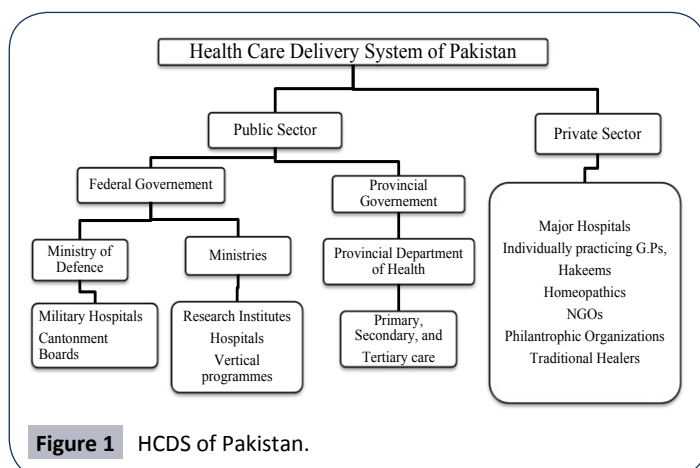 Health Care Delivery System of Pakistan
Public Sector
Private Sector
Federal Governement
Provincial
Governement
Ministry of
Defence
Ministries
Provincial Department
of Health
Military Hospitals
Cantonment
Boards
Research Institutes
Hospitals
Vertical
programmes
Primary,
Secondary, and
Tertiary care
Major Hospitals
Individually practicing G.Ps,
Hakeems
Homeopathics
NGOs
Philantrophic Organizations
Traditional Healers
Figure 1 HCDS of Pakistan.